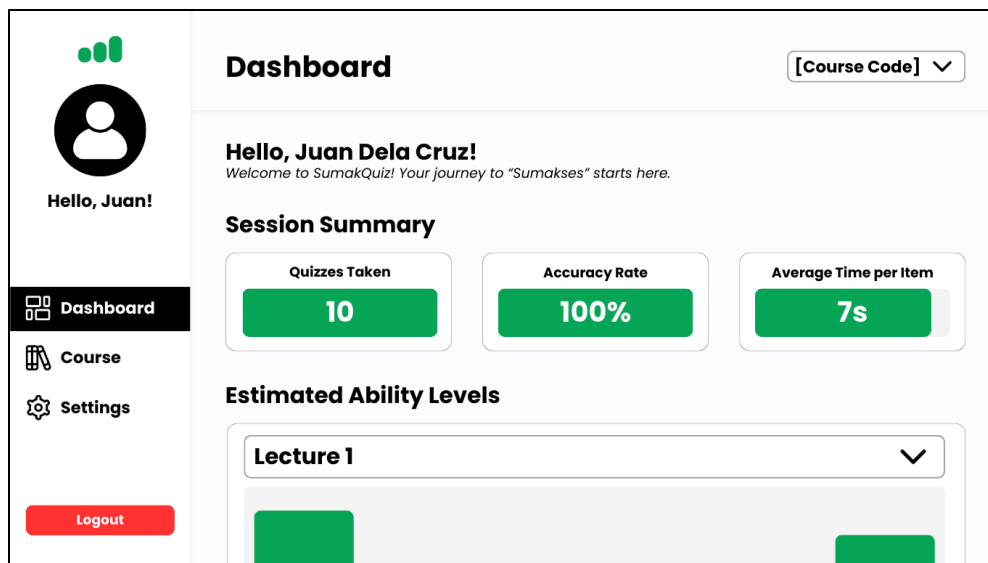 Hello, Juan!
Dashboard
Course
Settings
Logout
Dashboard
[Course Code]
Hello, Juan Dela Cruz!
Welcome to SumakQuiz! Your journey to “Sumakses” starts here.
Session Summary
Quizzes Taken
10
Accuracy Rate
100%
Average Time per Item
7s
Estimated Ability Levels
Lecture 1